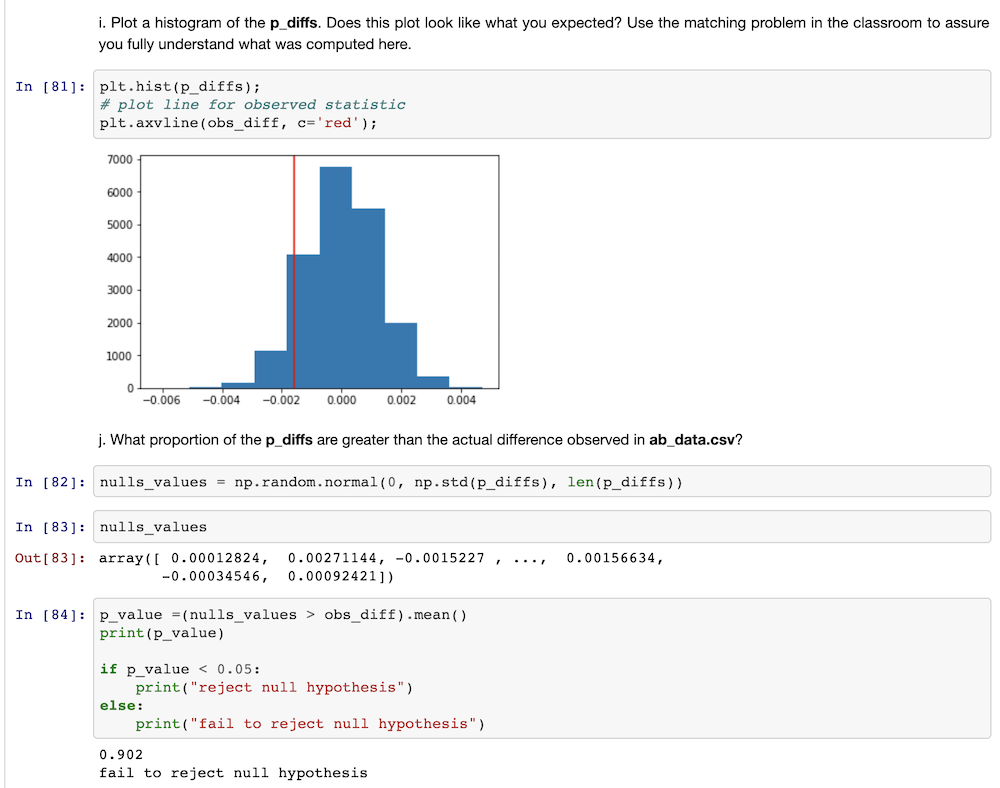 i. Plot a histogram of the p_diffs. Does this plot look like what you expected? Use the matching problem in the classroom to assure
you fully understand what was computed here.
In [81]: plt.hist(p_diffs);
# plot line for observed statistic
plt.axvline(obs_diff, c='red');
7000
6000
5000
4000
3000
2000
1000
0
−0.006 −0.004 −0.002 0.000 0.002 0.004
j. What proportion of the p_diffs are greater than the actual difference observed in ab_data.csv?
In [82]: nulls_values = np.random.normal(0, np.std(p_diffs), len(p_diffs))
In [83]: nulls_values
Out[83]: array([ 0.00012824, 0.00271144, -0.0015227 , ..., 0.00156634,
-0.00034546, 0.00092421])
In [84]: p_value =(nulls_values > obs_diff).mean()
print(p_value)
if p_value < 0.05:
print("reject null hypothesis")
else:
print("fail to reject null hypothesis")
0.902
fail to reject null hypothesis